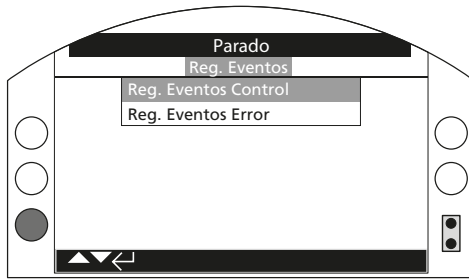 Parado
Reg. Eventos
Reg. Eventos Control
Reg. Eventos Error